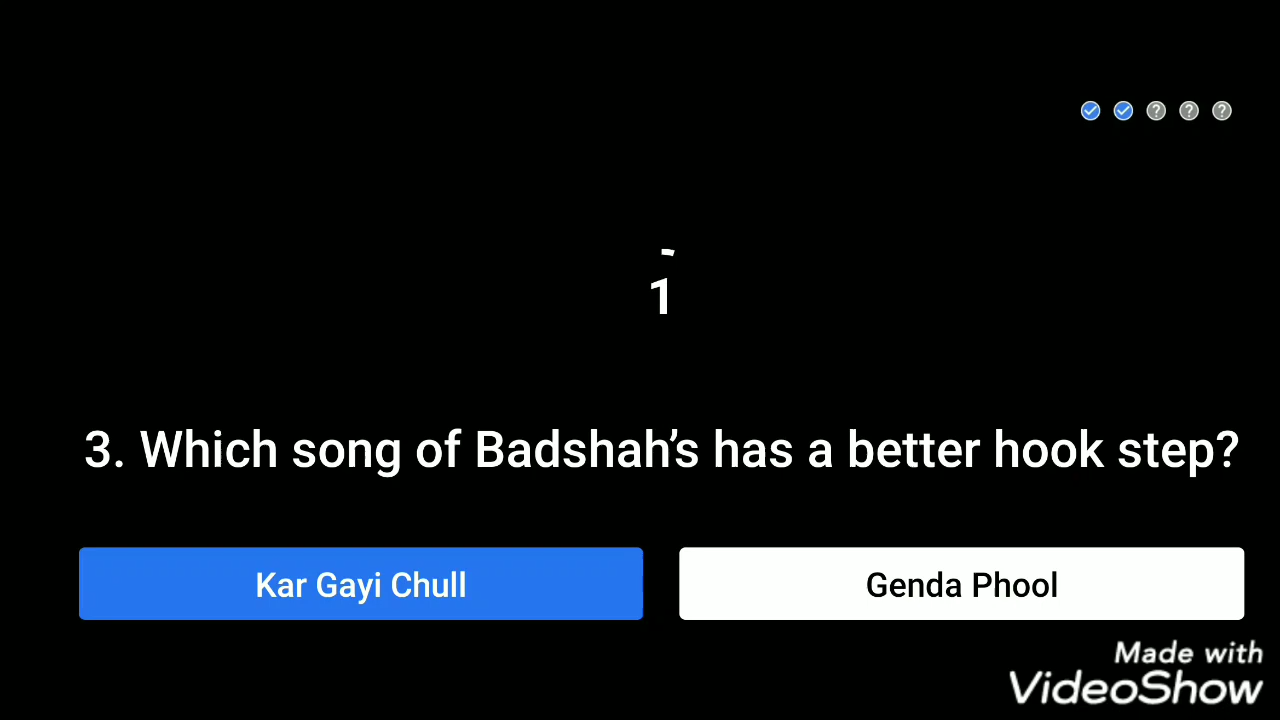 ? ? ?
1
3. Which song of Badshah’s has a better hook step?
Kar Gayi Chull
Genda Phool
Made with
VideoShow